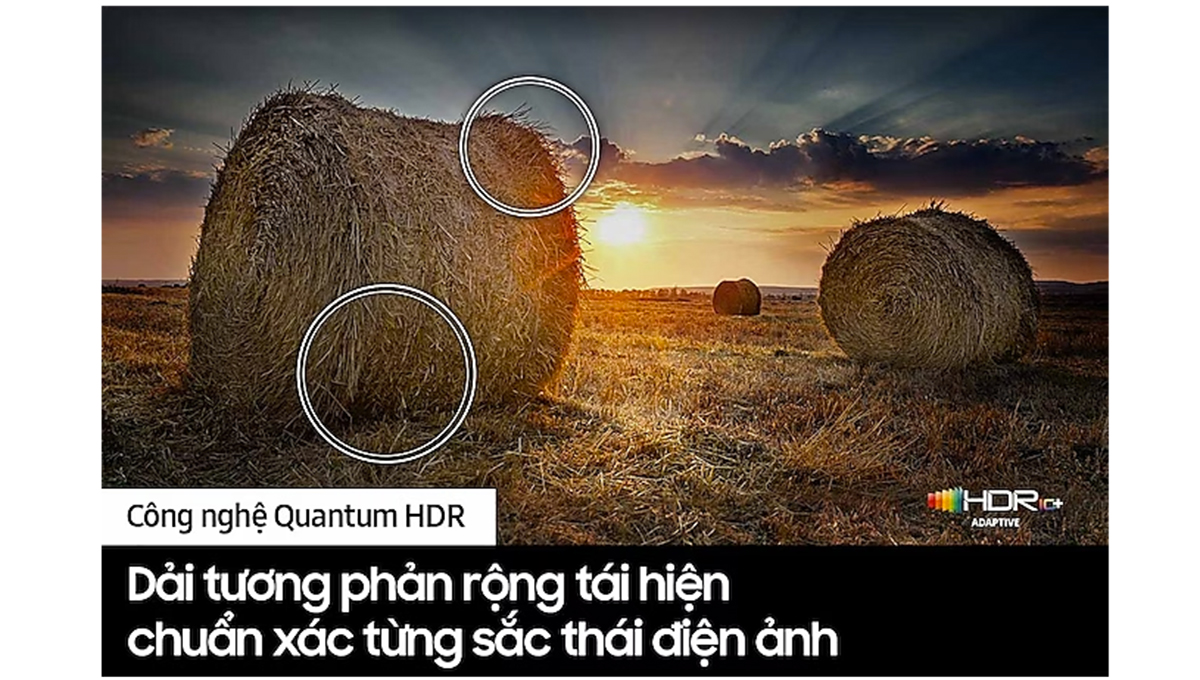 HDR10+
ADAPTIVE
Công nghệ Quantum HDR
Dải tương phản rộng tái hiện
chuẩn xác từng sắc thái điện ảnh